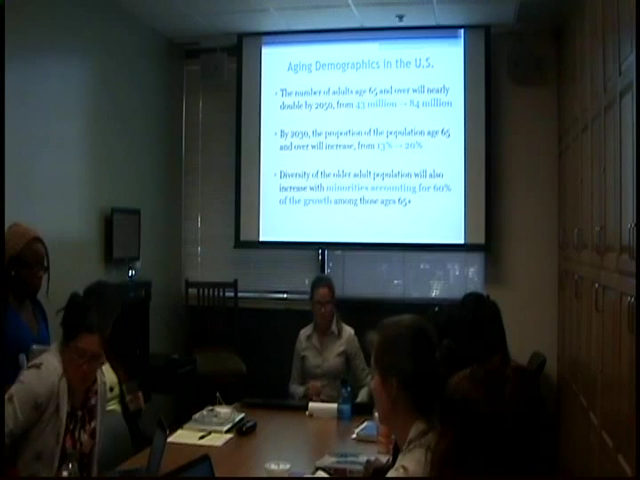 Aging Demographics in the U.S.
The number of adults age 65 and over will nearly
double by 2050, from 43 million -> 84 million
By 2030, the proportion of the population age 65
and over will increase, from 13% -> 20%
Diversity of the older adult population will also
increase with minorities accounting for 60%
of the growth among those ages 65+